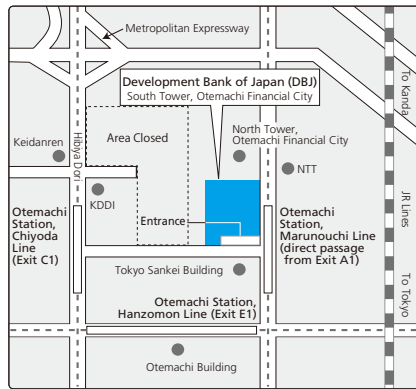 Metropolitan Expressway
Development Bank of Japan (DBJ)
South Tower, Otemachi Financial City
To Kanda
Area Closed
North Tower,
Otemachi Financial City
Keidanren
Hibiya Dori
NTT
KDDI
JR Lines
Otemachi
Station,
Chiyoda
Line
(Exit C1)
Entrance
Otemachi
Station,
Marunouchi Line
(direct passage
from Exit A1)
Tokyo Sankei Building
To Tokyo
Otemachi Station,
Hanzomon Line (Exit E1)
Otemachi Building